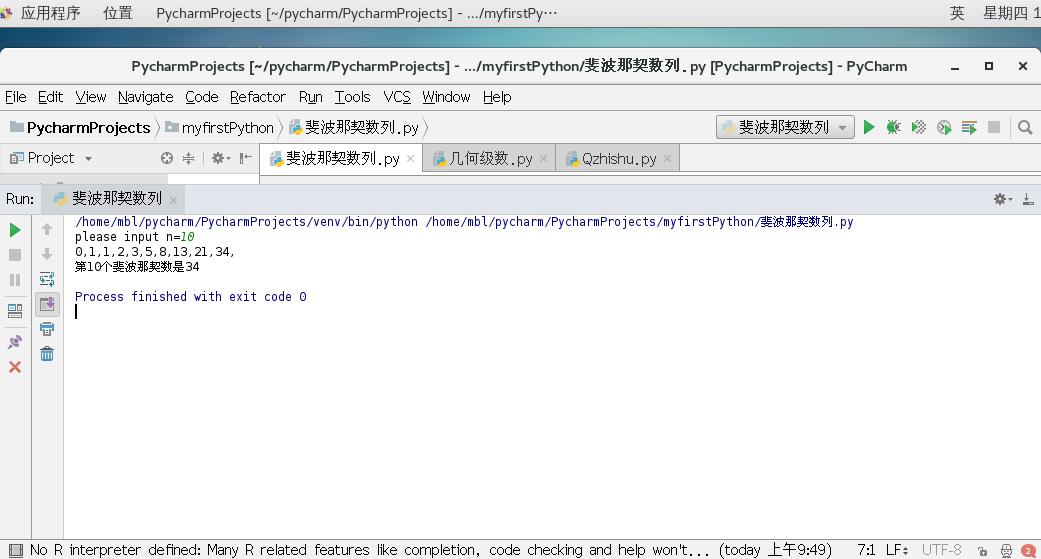 应用程序 位置 PycharmProjects [~/pycharm/PycharmProjects] - .../myfirstPy··· 英 星期四 1
PycharmProjects [~/pycharm/PycharmProjects] - .../myfirstPython/斐波那契数列.py [PycharmProjects] - PyCharm
File Edit View Navigate Code Refactor Run Tools VCS Window Help
PycharmProjects myfirstPython 斐波那契数列.py 斐波那契数列
Project 斐波那契数列.py 几何级数.py Qzhishu.py
Run: 斐波那契数列
/home/mbl/pycharm/PycharmProjects/venv/bin/python /home/mbl/pycharm/PycharmProjects/myfirstPython/斐波那契数列.py
please input n=10
0,1,1,2,3,5,8,13,21,34,
第10个斐波那契数是34
Process finished with exit code 0
No R interpreter defined: Many R related features like completion, code checking and help won't... (today 上午9:49) 7:1 LF UTF-8 2